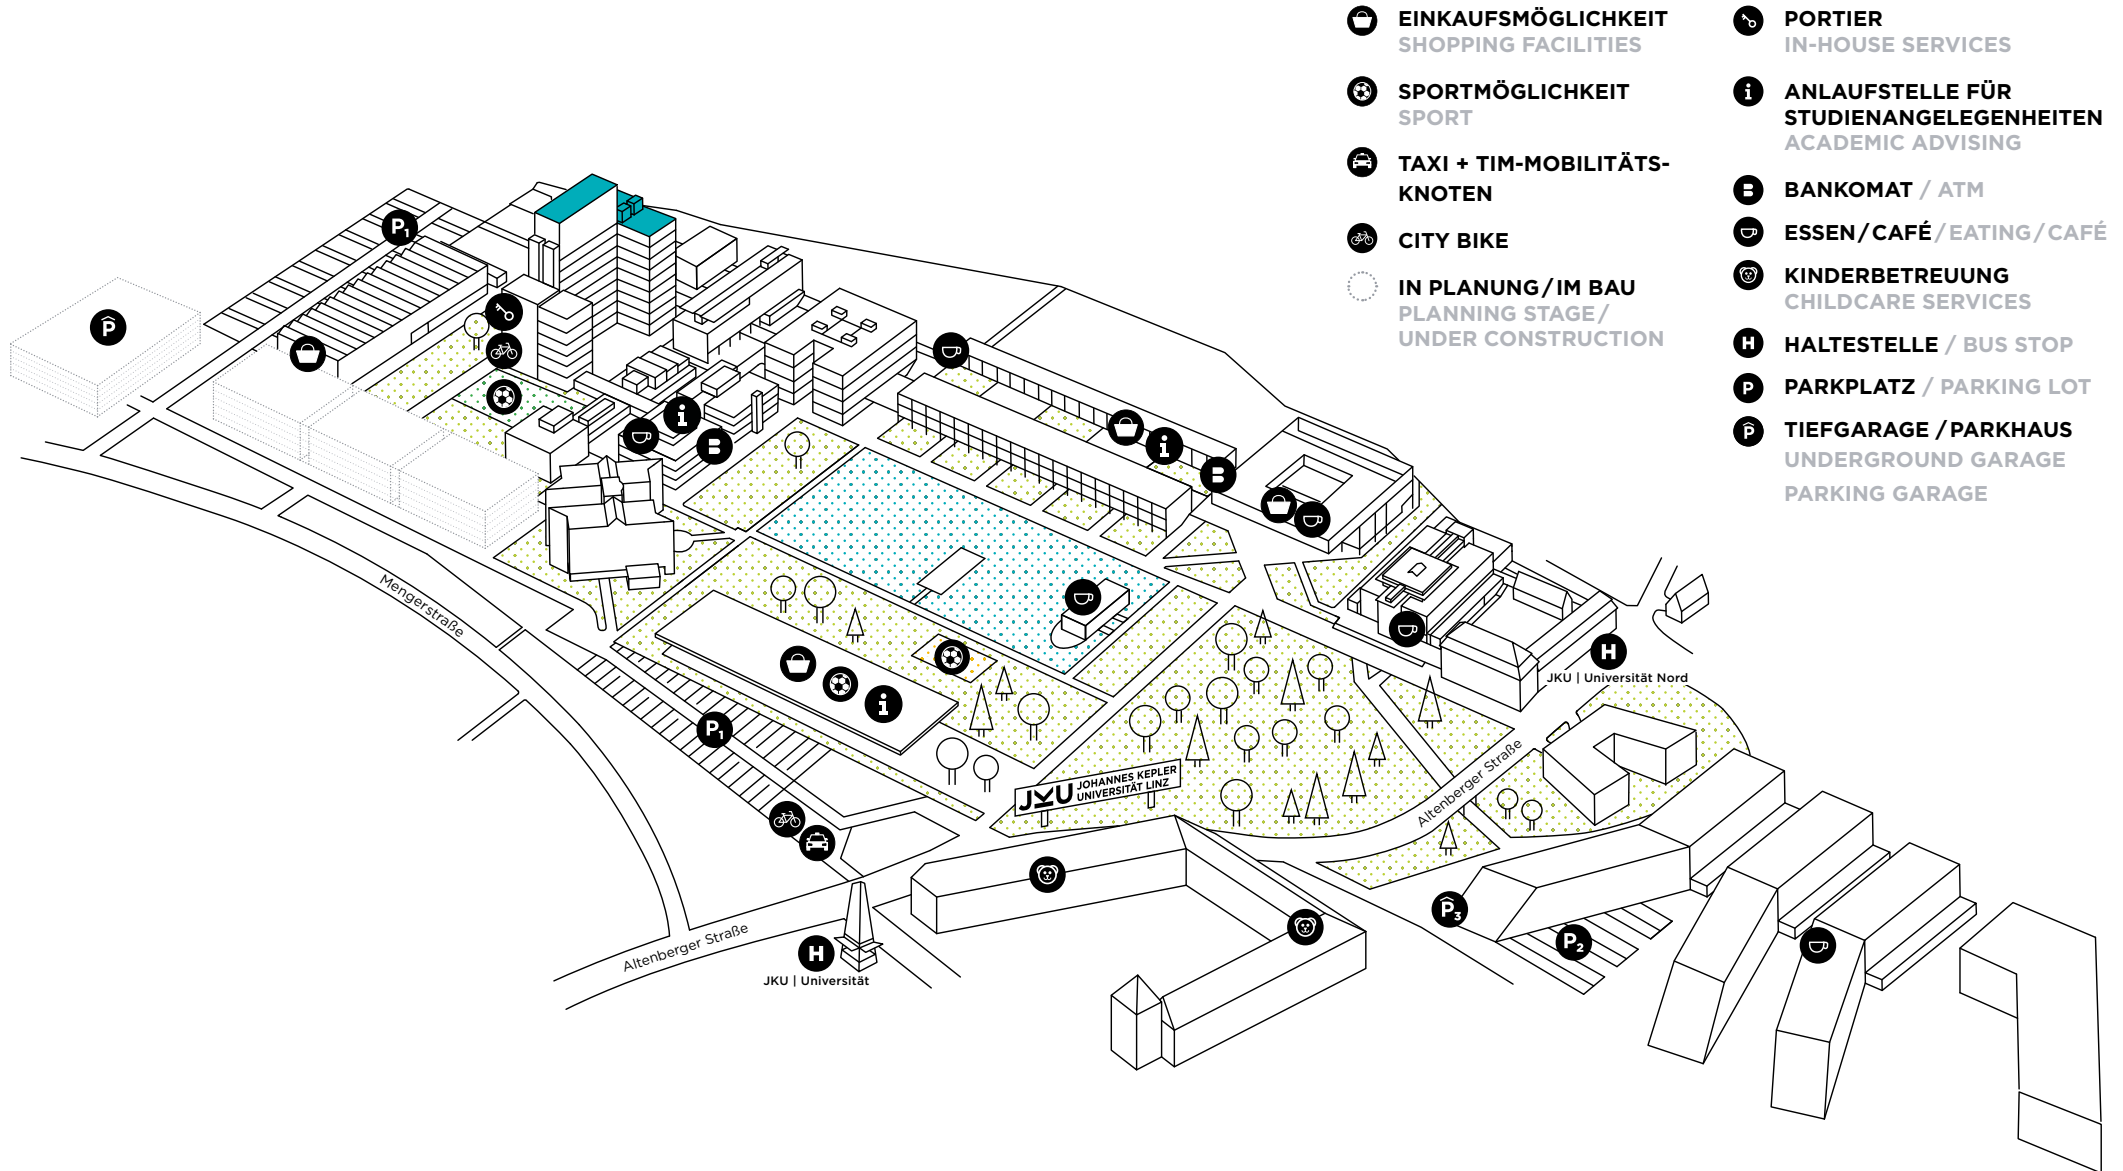 EINKAUFSMÖGLICHKEIT
SHOPPING FACILITIES
SPORTMÖGLICHKEIT
SPORT
TAXI + TIM-MOBILITÄTS-
KNOTEN
CITY BIKE
IN PLANUNG / IM BAU
PLANNING STAGE /
UNDER CONSTRUCTION
PORTIER
IN-HOUSE SERVICES
i ANLAUFSTELLE FÜR
STUDIENANGELEGENHEITEN
ACADEMIC ADVISING
B BANKOMAT / ATM
ESSEN / CAFÉ / EATING / CAFÉ
KINDERBETREUUNG
CHILDCARE SERVICES
H HALTESTELLE / BUS STOP
P PARKPLATZ / PARKING LOT
P TIEFGARAGE / PARKHAUS
UNDERGROUND GARAGE
PARKING GARAGE
P1
P
i
B
i
B
Mengerstraße
i
P1
H
JKU | Universität Nord
JKU JOHANNES KEPLER
UNIVERSITÄT LINZ
Altenberger Straße
P3
P2
Altenberger Straße
H
JKU | Universität